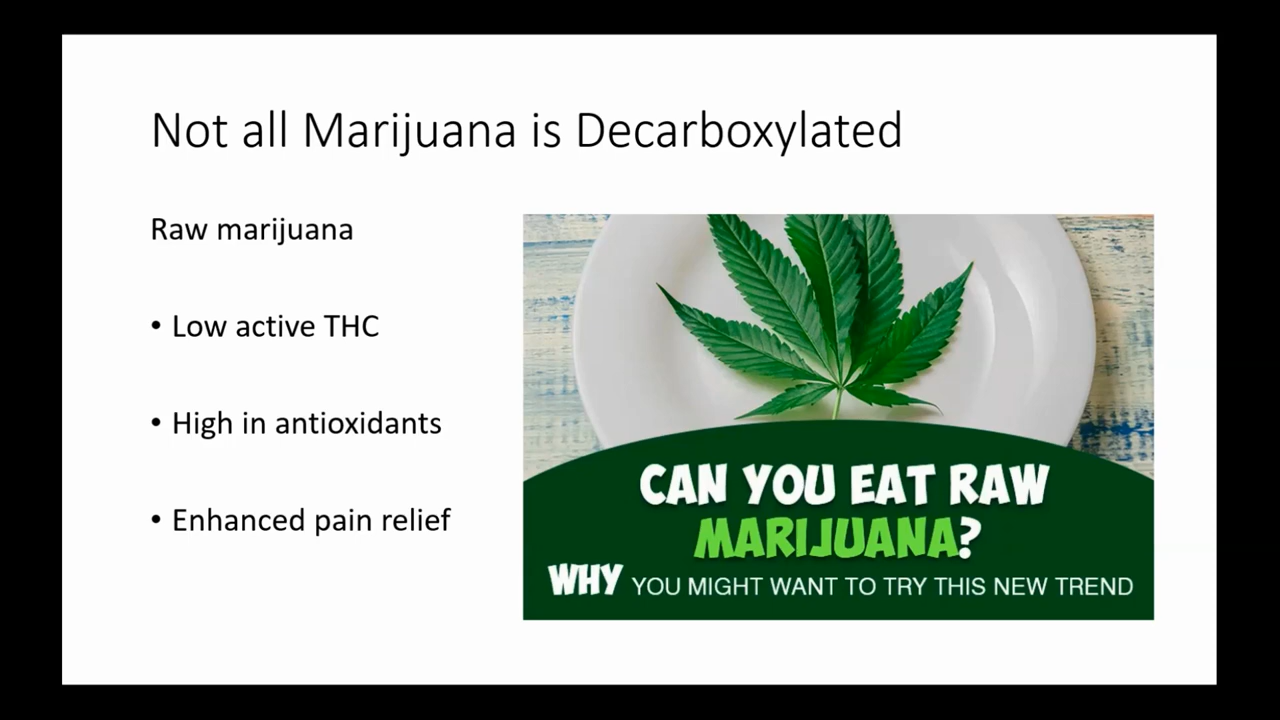 Not all Marijuana is Decarboxylated
Raw marijuana
• Low active THC
• High in antioxidants
• Enhanced pain relief
CAN YOU EAT RAW
MARIJUANA?
WHY YOU MIGHT WANT TO TRY THIS NEW TREND